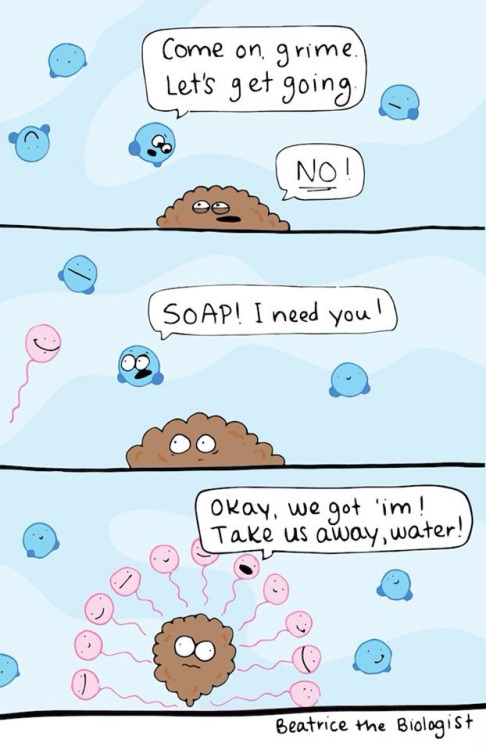 Come on, grime.
Let's get going.
NO!
SOAP! I need you!
Okay, we got 'im!
Take us away, water!
Beatrice the Biologist